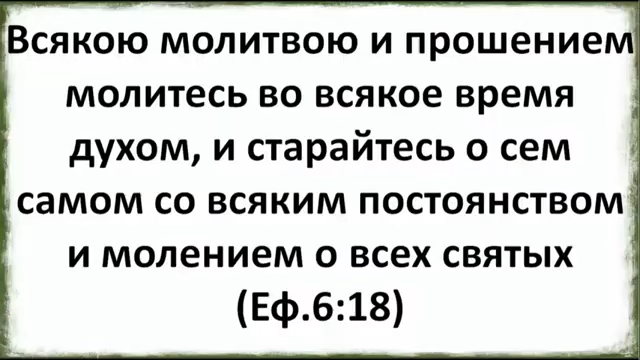 Всякою молитвою и прошением
молитесь во всякое время
духом, и старайтесь о сем
самом со всяким постоянством
и молением о всех святых
(Еф.6:18)